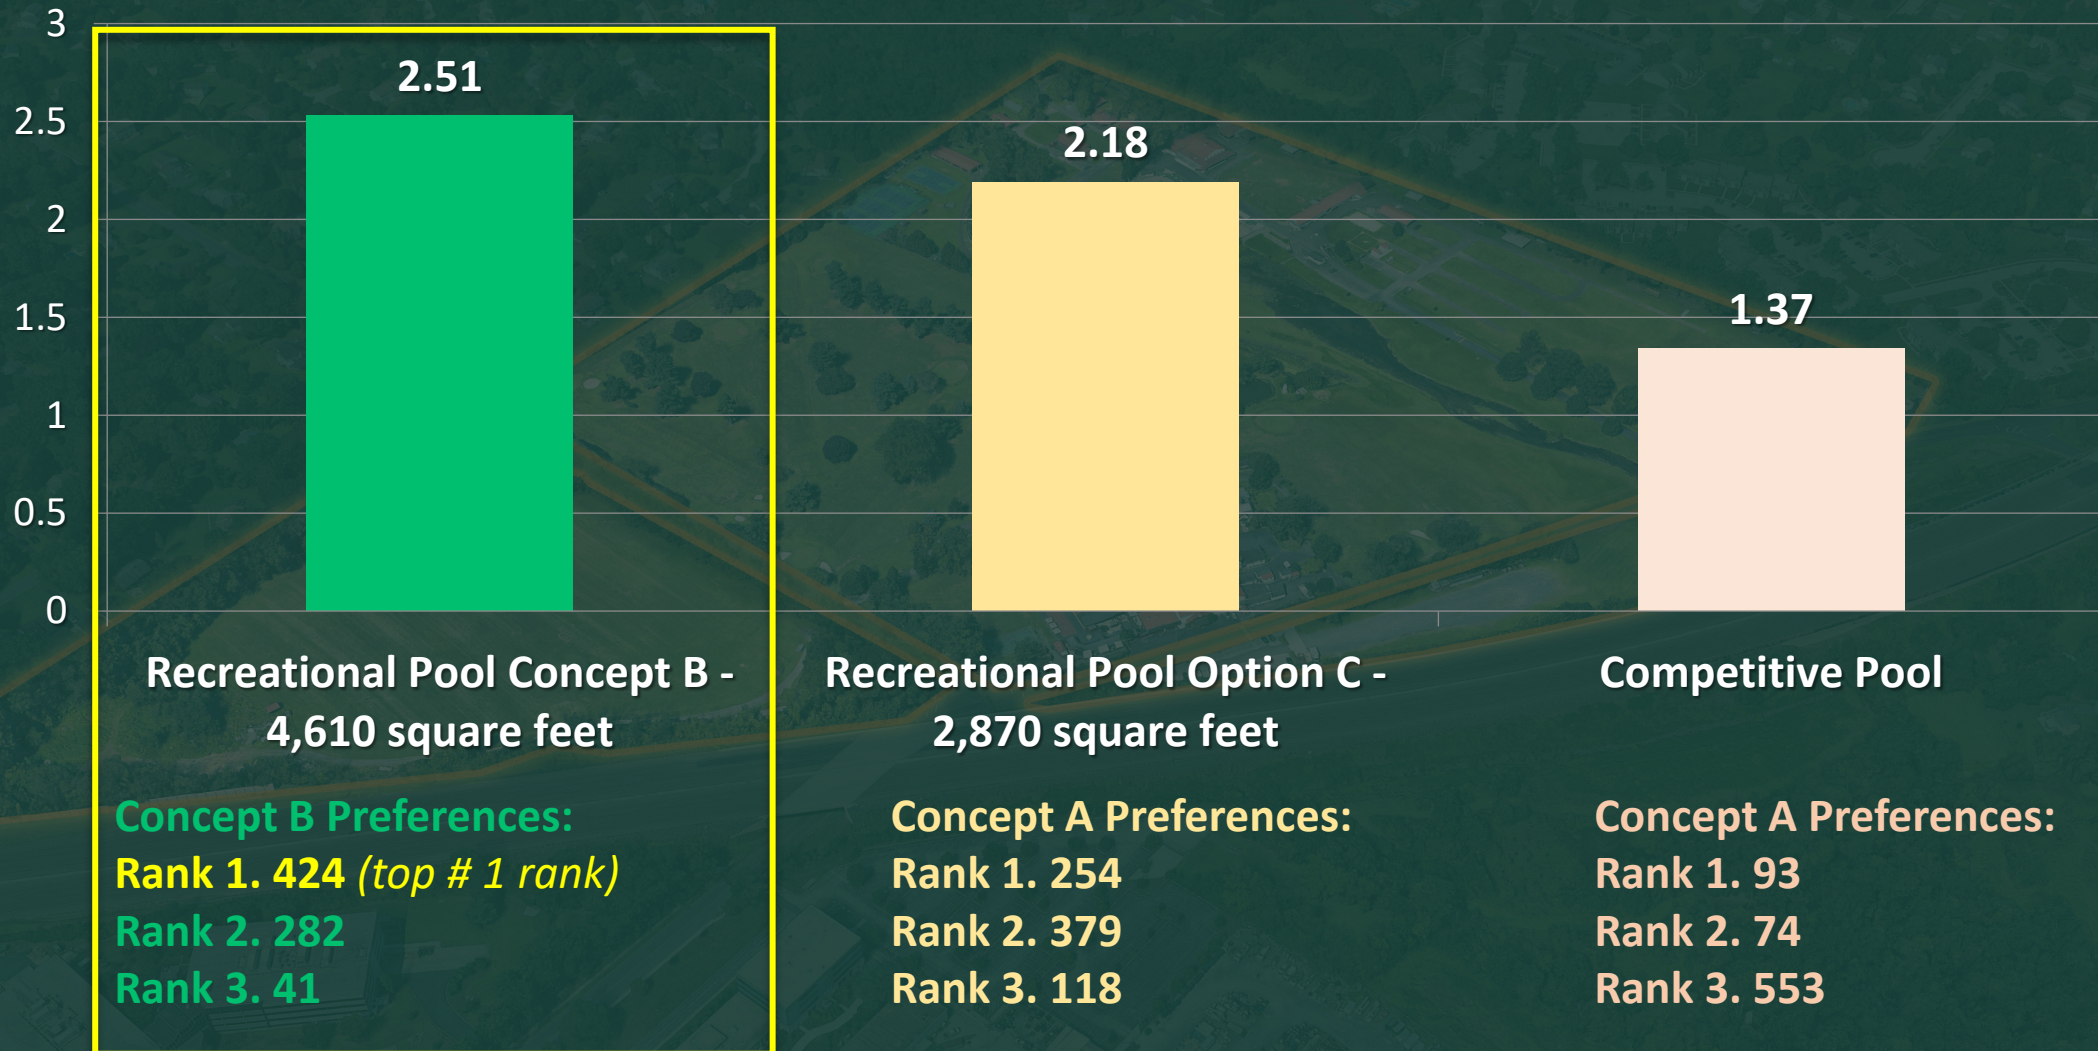 3
2.5
2
1.5
1
0.5
0
2.51
2.18
1.37
Recreational Pool Concept B -
4,610 square feet
Recreational Pool Option C -
2,870 square feet
Competitive Pool
Concept B Preferences:
Rank 1. 424 (top # 1 rank)
Rank 2. 282
Rank 3. 41
Concept A Preferences:
Rank 1. 254
Rank 2. 379
Rank 3. 118
Concept A Preferences:
Rank 1. 93
Rank 2. 74
Rank 3. 553